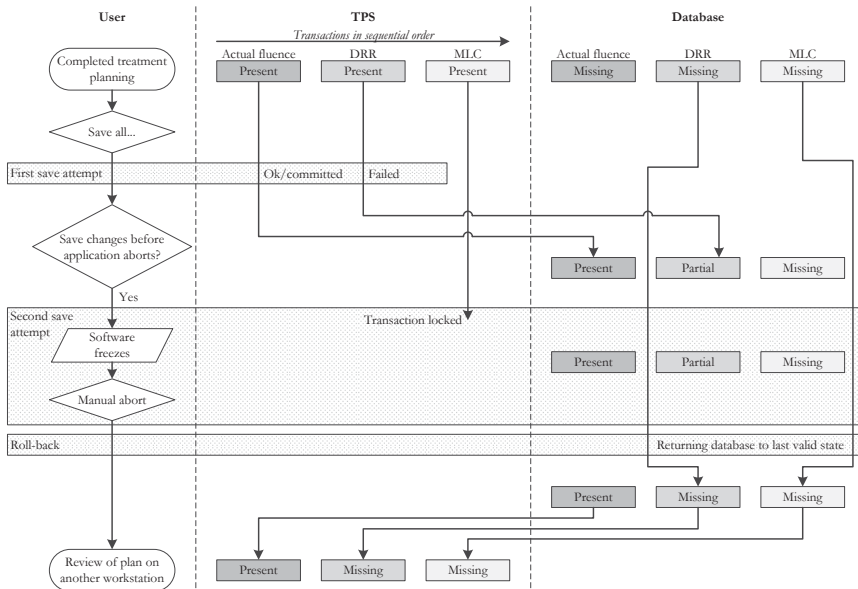 User
TPS
Database
Transactions in sequential order
Actual fluence
DRR
MLC
Actual fluence
DRR
MLC
Completed treatment
planning
Present
Present
Present
Missing
Missing
Missing
Save all...
First save attempt
Ok/committed
Failed
Save changes before
application aborts?
Present
Partial
Missing
Yes
Second save
attempt
Transaction locked
Software
freezes
Present
Partial
Missing
Manual abort
Roll-back
Returning database to last valid state
Present
Missing
Missing
Review of plan on
another workstation
Present
Missing
Missing